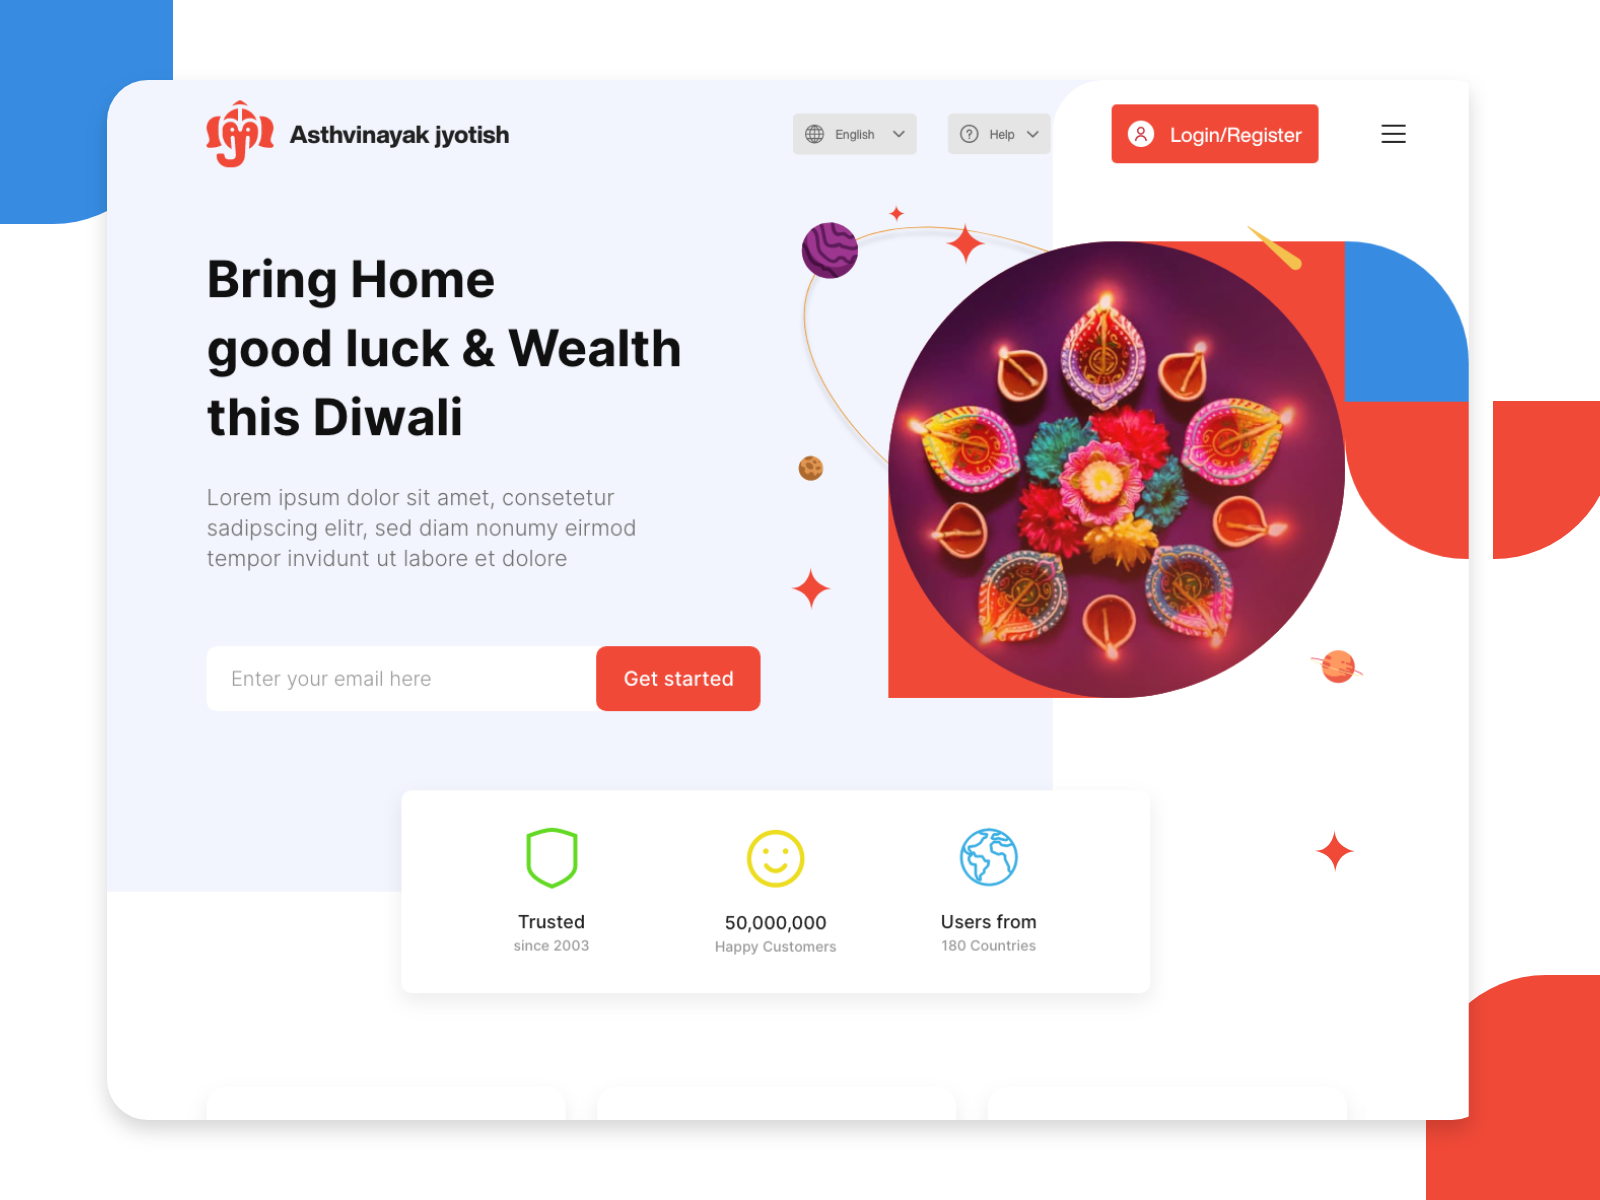 Asthvinayak jyotish
English
Help
Login/Register
Bring Home
good luck & Wealth
this Diwali
Lorem ipsum dolor sit amet, consetetur
sadipscing elitr, sed diam nonumy eirmod
tempor invidunt ut labore et dolore
Enter your email here
Get started
Trusted
since 2003
50,000,000
Happy Customers
Users from
180 Countries